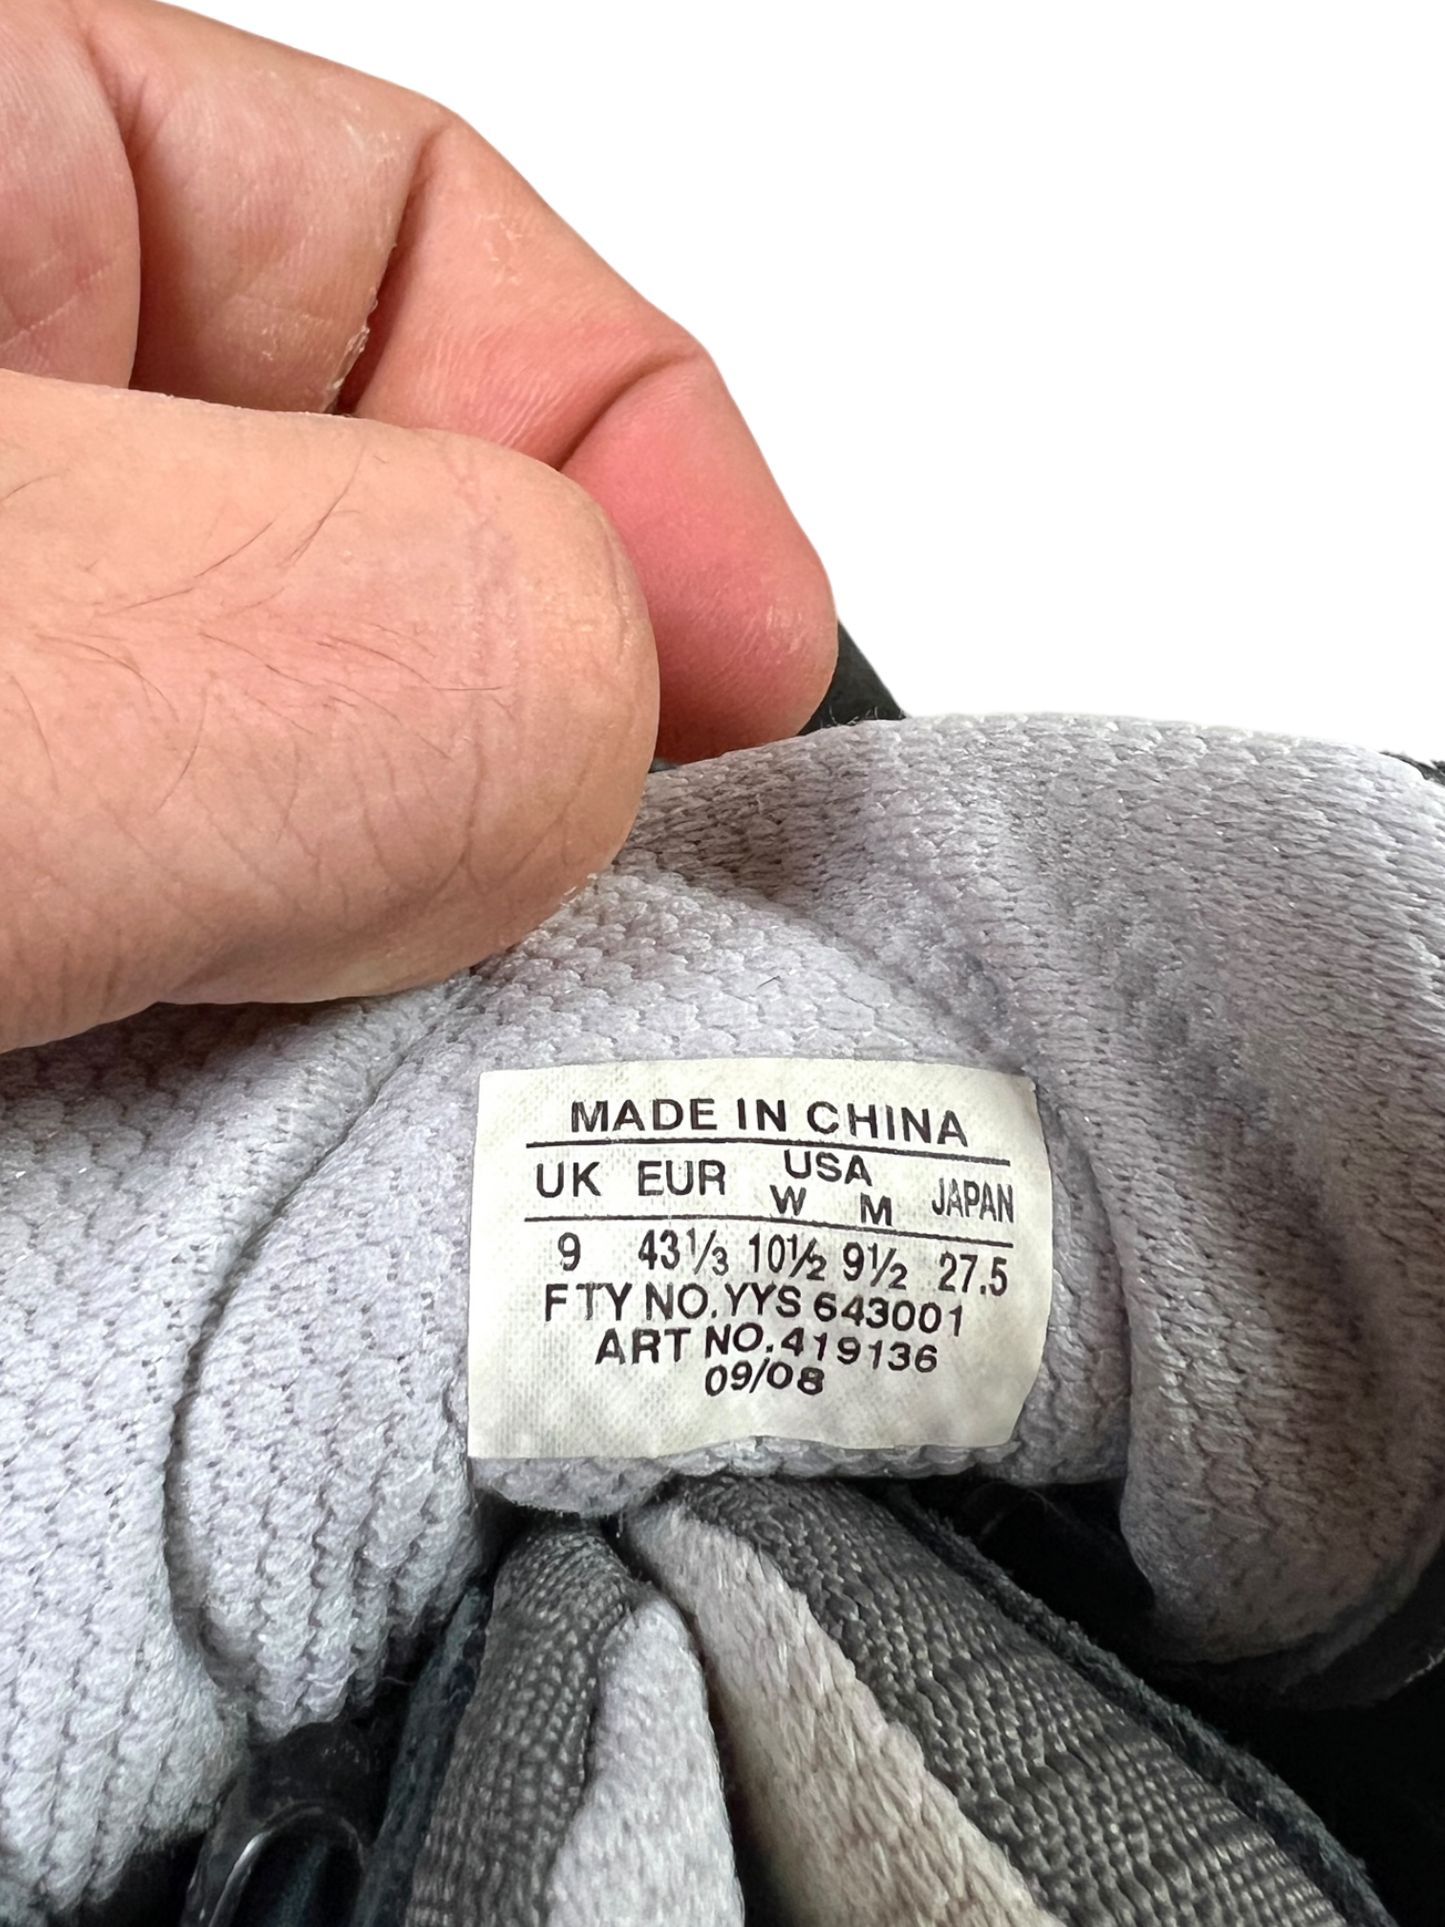 MADE IN CHINA
UK EUR USA JAPAN
W M
9 43⅓ 10½ 9½ 27.5
FTY NO.YYS 643001
ART NO.419136
09/08